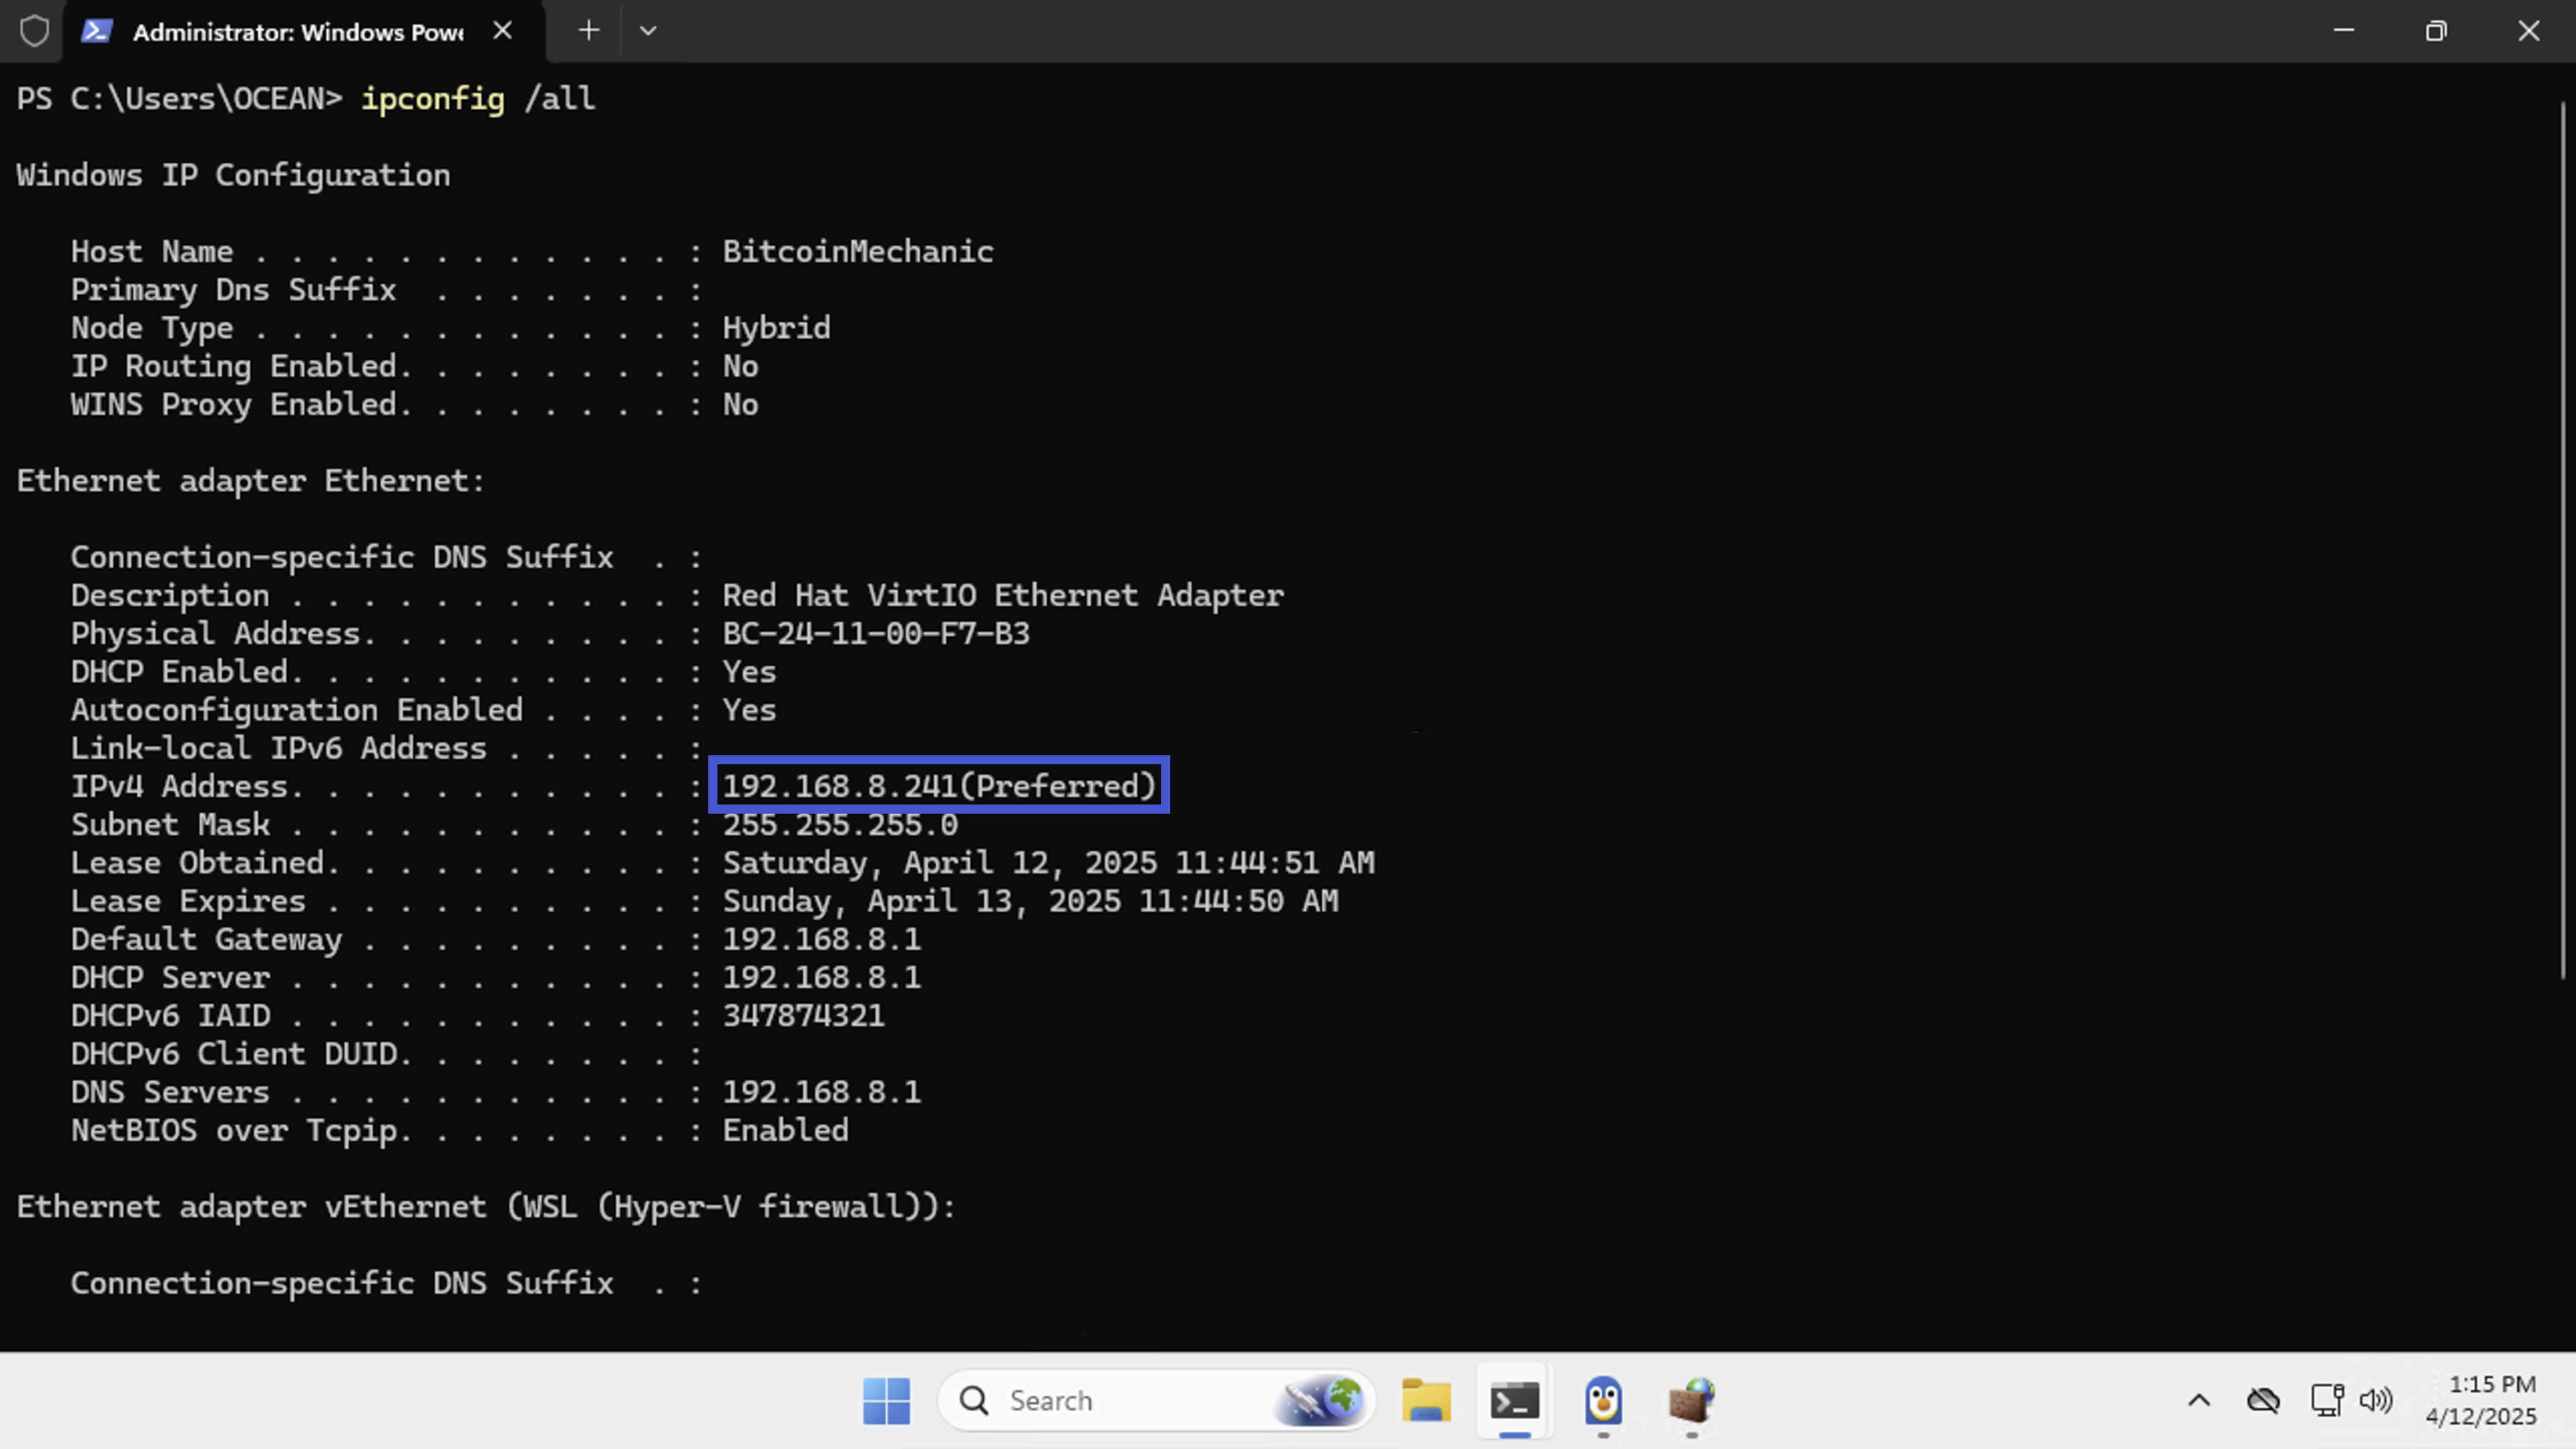 Administrator: Windows Powe
PS C:\Users\OCEAN> ipconfig /all
Windows IP Configuration
Host Name . . . . . . . . . . . . : BitcoinMechanic
Primary Dns Suffix  . . . . . . . :
Node Type . . . . . . . . . . . . : Hybrid
IP Routing Enabled. . . . . . . . : No
WINS Proxy Enabled. . . . . . . . : No
Ethernet adapter Ethernet:
Connection-specific DNS Suffix  . :
Description . . . . . . . . . . . : Red Hat VirtIO Ethernet Adapter
Physical Address. . . . . . . . . : BC-24-11-00-F7-B3
DHCP Enabled. . . . . . . . . . . : Yes
Autoconfiguration Enabled . . . . : Yes
Link-local IPv6 Address . . . . . :
IPv4 Address. . . . . . . . . . . : 192.168.8.241(Preferred)
Subnet Mask . . . . . . . . . . . : 255.255.255.0
Lease Obtained. . . . . . . . . . : Saturday, April 12, 2025 11:44:51 AM
Lease Expires . . . . . . . . . . : Sunday, April 13, 2025 11:44:50 AM
Default Gateway . . . . . . . . . : 192.168.8.1
DHCP Server . . . . . . . . . . . : 192.168.8.1
DHCPv6 IAID . . . . . . . . . . . : 347874321
DHCPv6 Client DUID. . . . . . . . :
DNS Servers . . . . . . . . . . . : 192.168.8.1
NetBIOS over Tcpip. . . . . . . . : Enabled
Ethernet adapter vEthernet (WSL (Hyper-V firewall)):
Connection-specific DNS Suffix  . :
Search
1:15 PM
4/12/2025